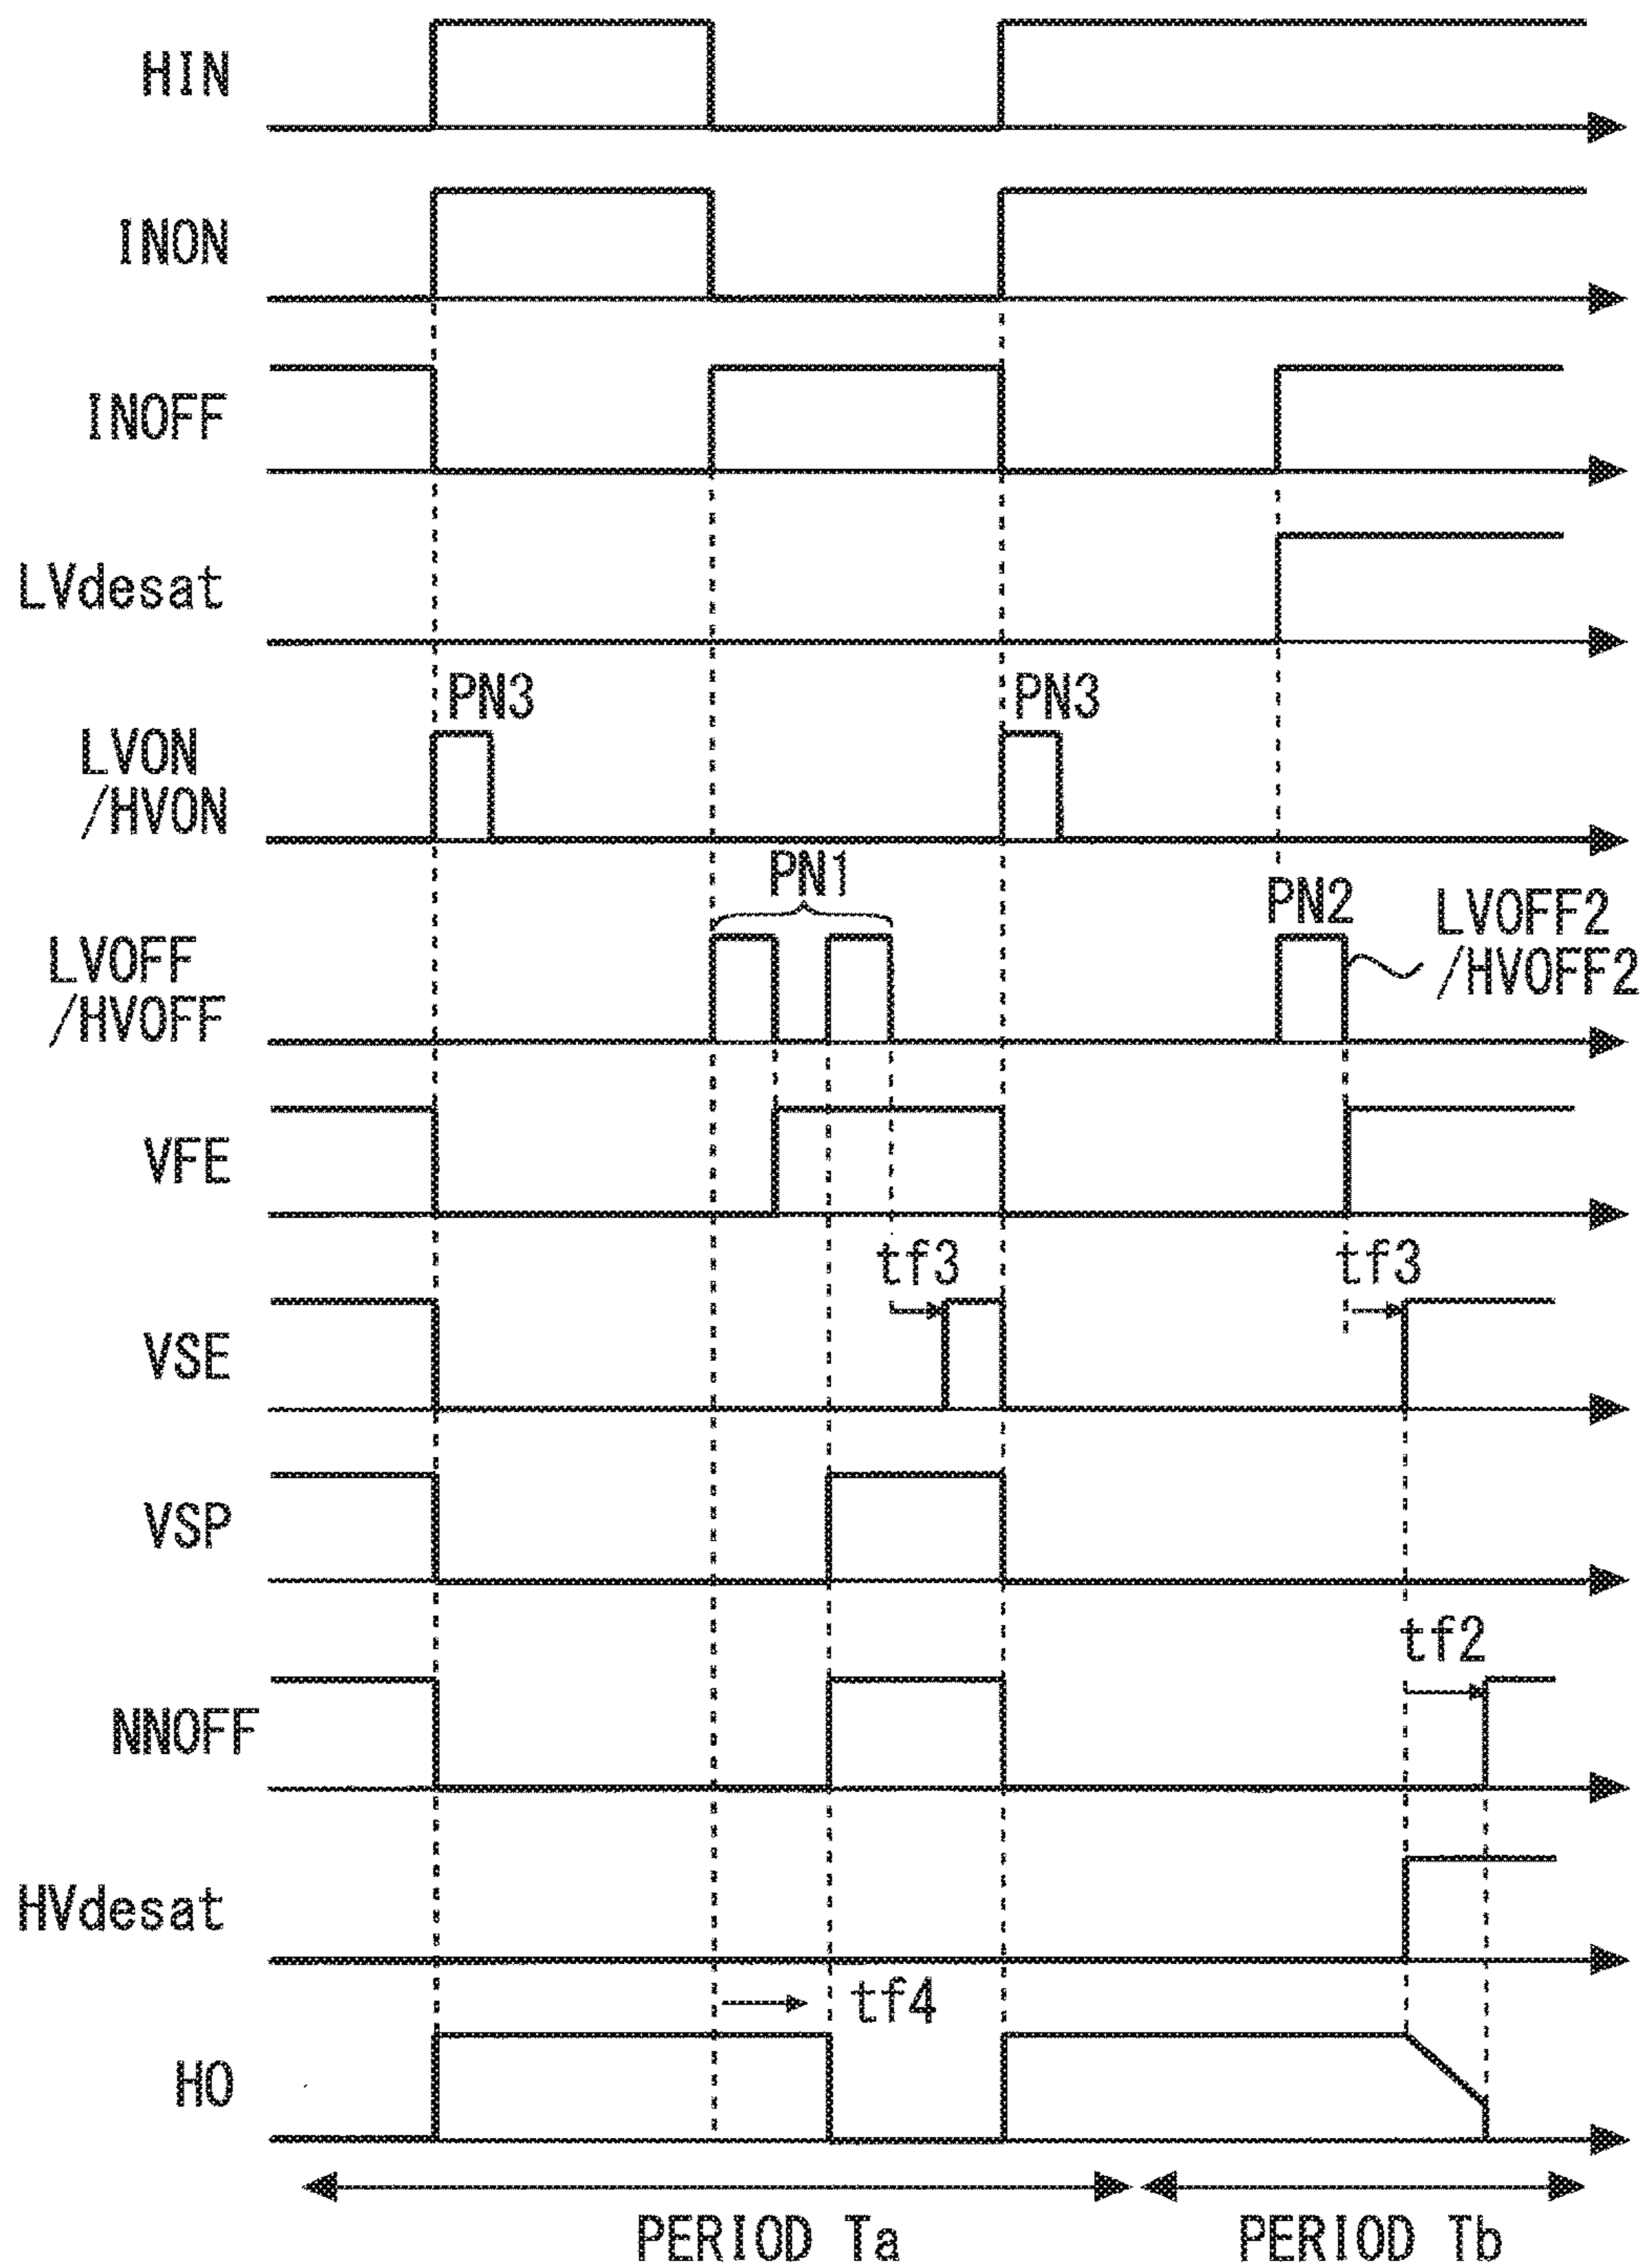 HIN
INON
INOFF
LVdesat
PN3
PN3
LVON
/HVON
PN1
PN2
LVOFF2
/HVOFF2
LVOFF
/HVOFF
VFE
tf3
tf3
VSE
VSP
tf2
NNOFF
HVdesat
tf4
HO
PERIOD Ta
PERIOD Tb